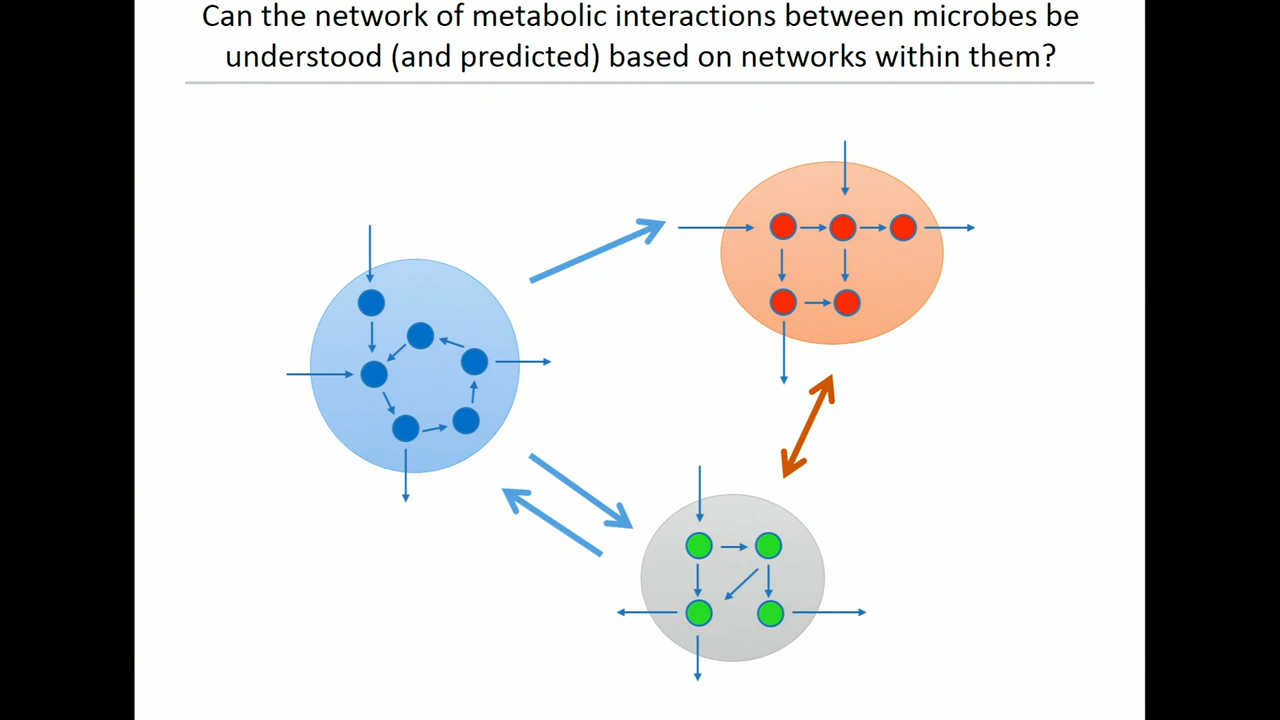 Can the network of metabolic interactions between microbes be
understood (and predicted) based on networks within them?